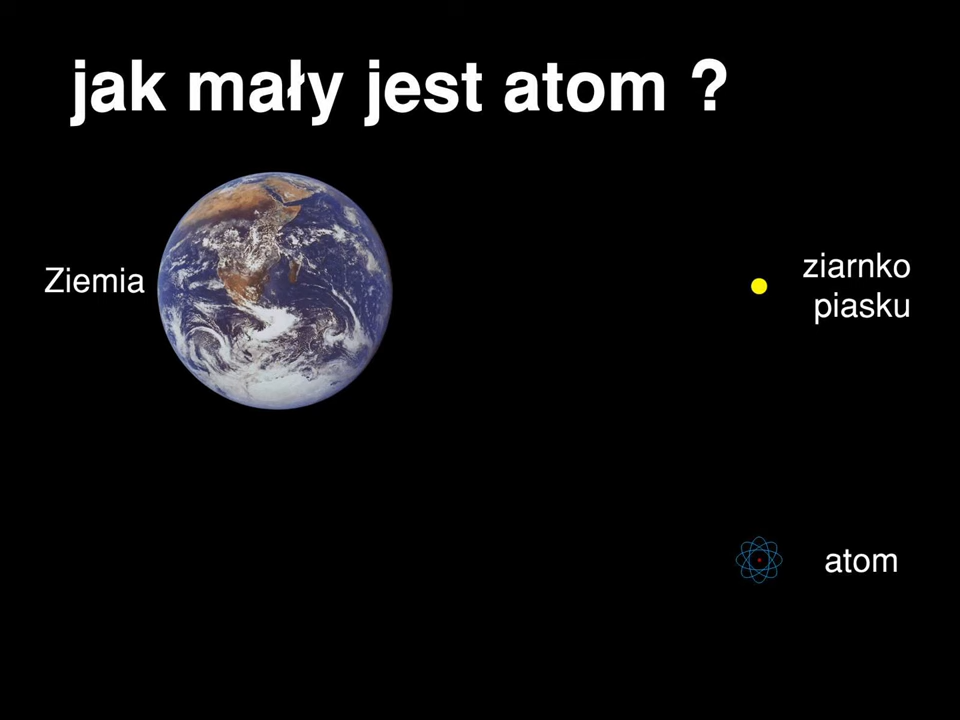 jak mały jest atom ?
Ziemia
ziarnko
piasku
atom